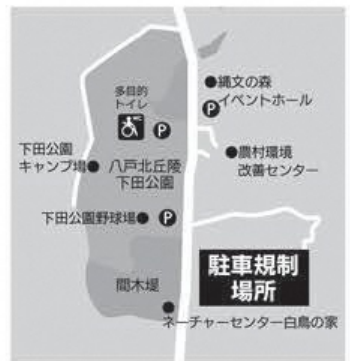 縄文の森
イベントホール
P
多目的
トイレ
P
農村環境
改善センター
下田公園
キャンプ場
八戸北丘陵
下田公園
下田公園野球場
P
駐車規制
場所
間木堤
ネーチャーセンター白鳥の家